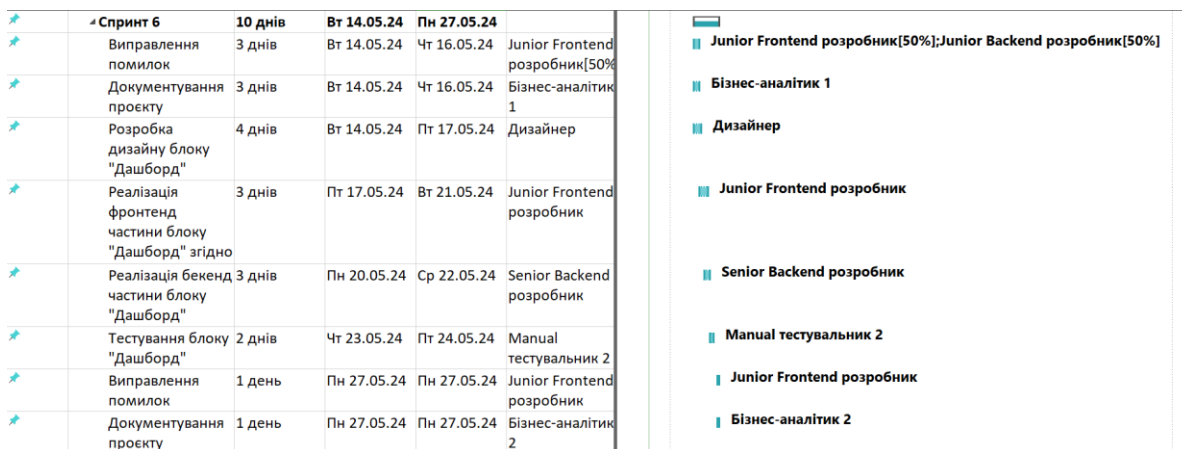 Спринт 6 10 днів Вт 14.05.24 Пн 27.05.24
Виправлення 3 днів Вт 14.05.24 Чт 16.05.24 Junior Frontend Junior Frontend розробник[50%];Junior Backend розробник[50%]
помилок розробник[50%
Документування 3 днів Вт 14.05.24 Чт 16.05.24 Бізнес-аналітик Бізнес-аналітик 1
проєкту 1
Розробка 4 днів Вт 14.05.24 Пт 17.05.24 Дизайнер Дизайнер
дизайну блоку
"Дашборд"
Реалізація 3 днів Пт 17.05.24 Вт 21.05.24 Junior Frontend Junior Frontend розробник
фронтенд розробник
частини блоку
"Дашборд" згідно
Реалізація бекенд 3 днів Пн 20.05.24 Ср 22.05.24 Senior Backend Senior Backend розробник
частини блоку розробник
"Дашборд"
Тестування блоку 2 днів Чт 23.05.24 Пт 24.05.24 Manual Manual тестувальник 2
"Дашборд" тестувальник 2
Виправлення 1 день Пн 27.05.24 Пн 27.05.24 Junior Frontend Junior Frontend розробник
помилок розробник
Документування 1 день Пн 27.05.24 Пн 27.05.24 Бізнес-аналітик Бізнес-аналітик 2
проєкту 2